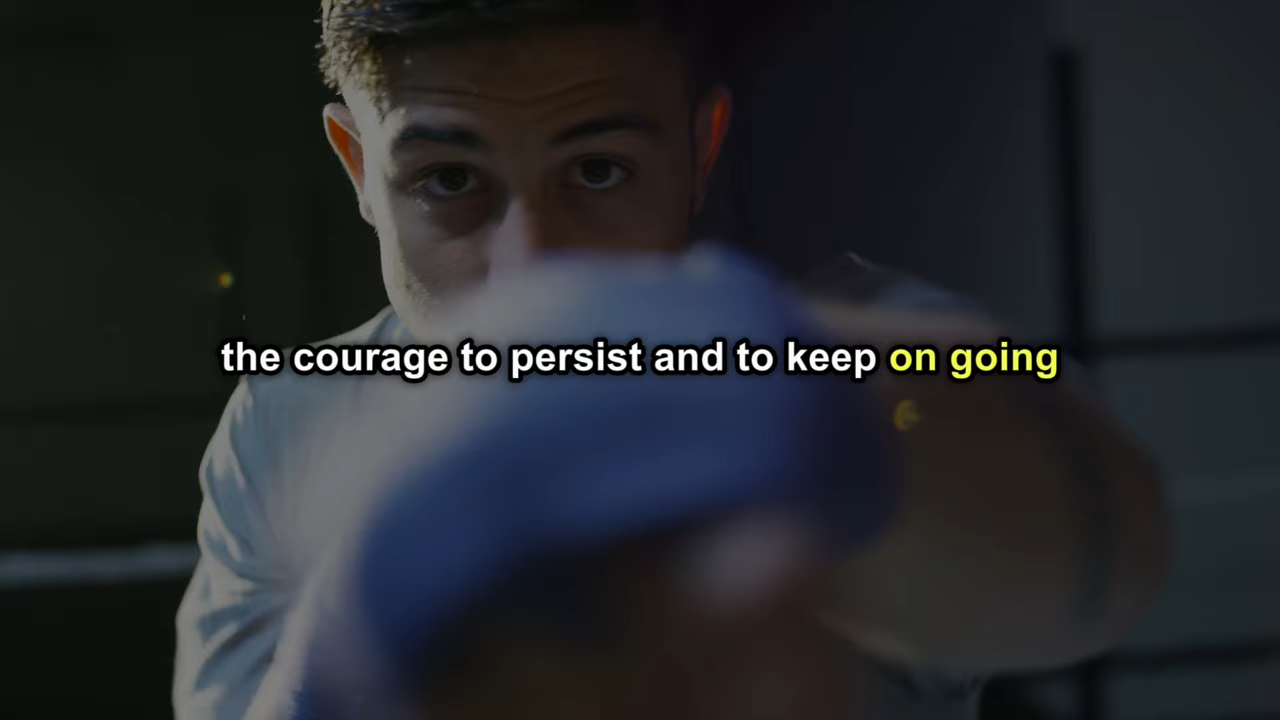 the courage to persist and to keep on going